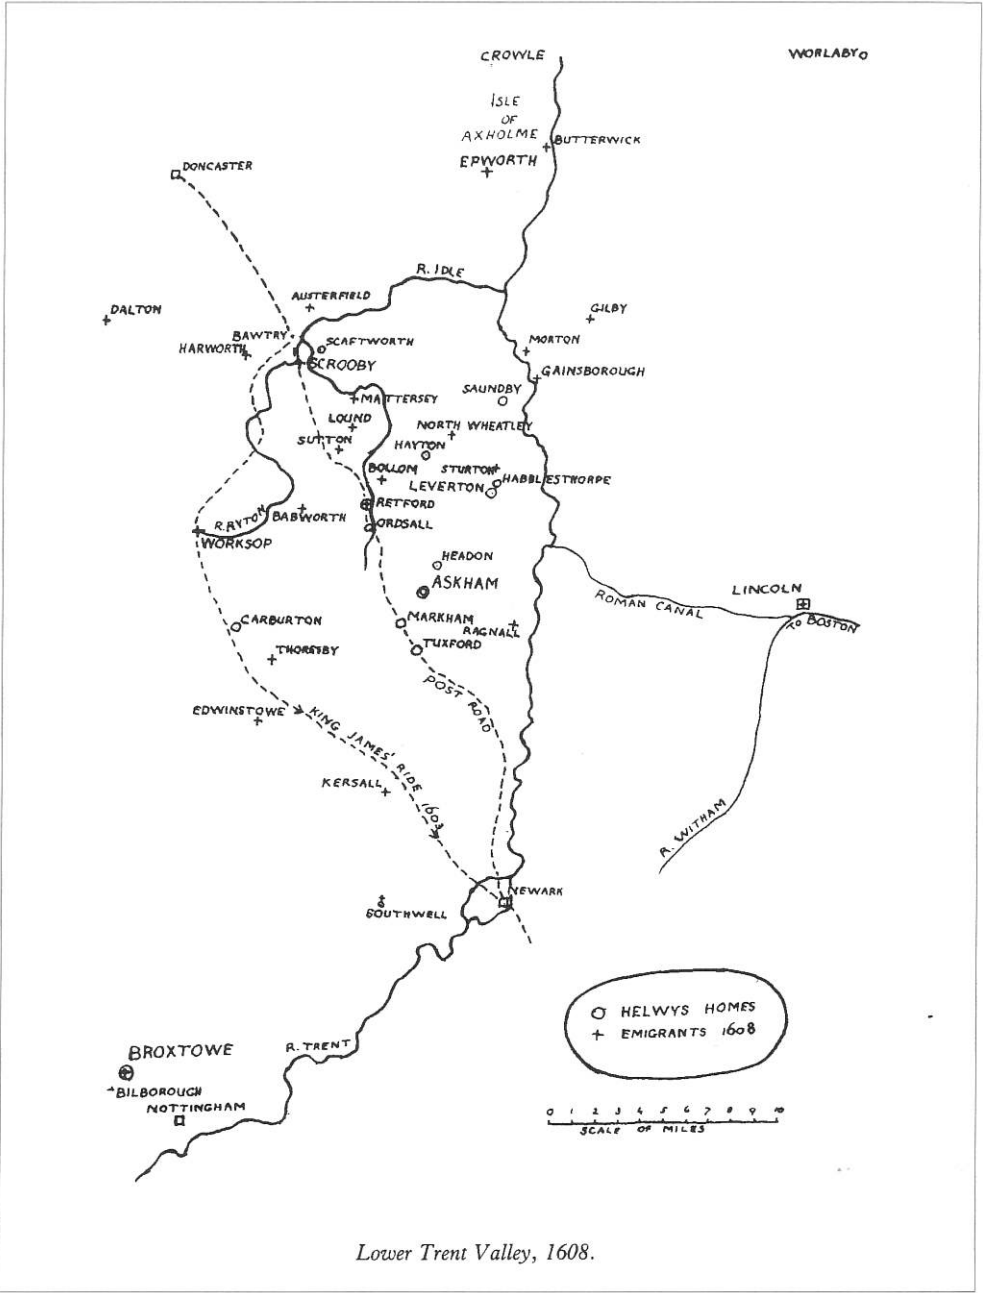 CROWLE
WORLABY
ISLE
OF
AXHOLME
BUTTERWICK
EPWORTH
DONCASTER
R. IDLE
AUSTERFIELD
DALTON
GILBY
BAWTRY
SCAFTWORTH
MORTON
HARWORTH
SCROOBY
GAINSBOROUGH
SAUNDBY
MATTERSEY
LOUND
NORTH WHEATLEY
SUTTON
HAYTON
BOLLOM
STURTON
HABBLESTHORPE
LEVERTON
RETFORD
R. RYTON
BABWORTH
ORDSALL
WORKSOP
HEADON
ASKHAM
LINCOLN
ROMAN CANAL
CARBURTON
MARKHAM
RAGNALL
TO BOSTON
TUXFORD
THORESBY
POST ROAD
EDWINSTOWE
KING JAMES' RIDE 1603
KERSALL
R. WITHAM
NEWARK
SOUTHWELL
HELWYS HOMES
EMIGRANTS 1608
R. TRENT
BROXTOWE
BILBOROUGH
NOTTINGHAM
0 1 2 3 4 5 6 7 8 9 10
SCALE OF MILES
Lower Trent Valley, 1608.